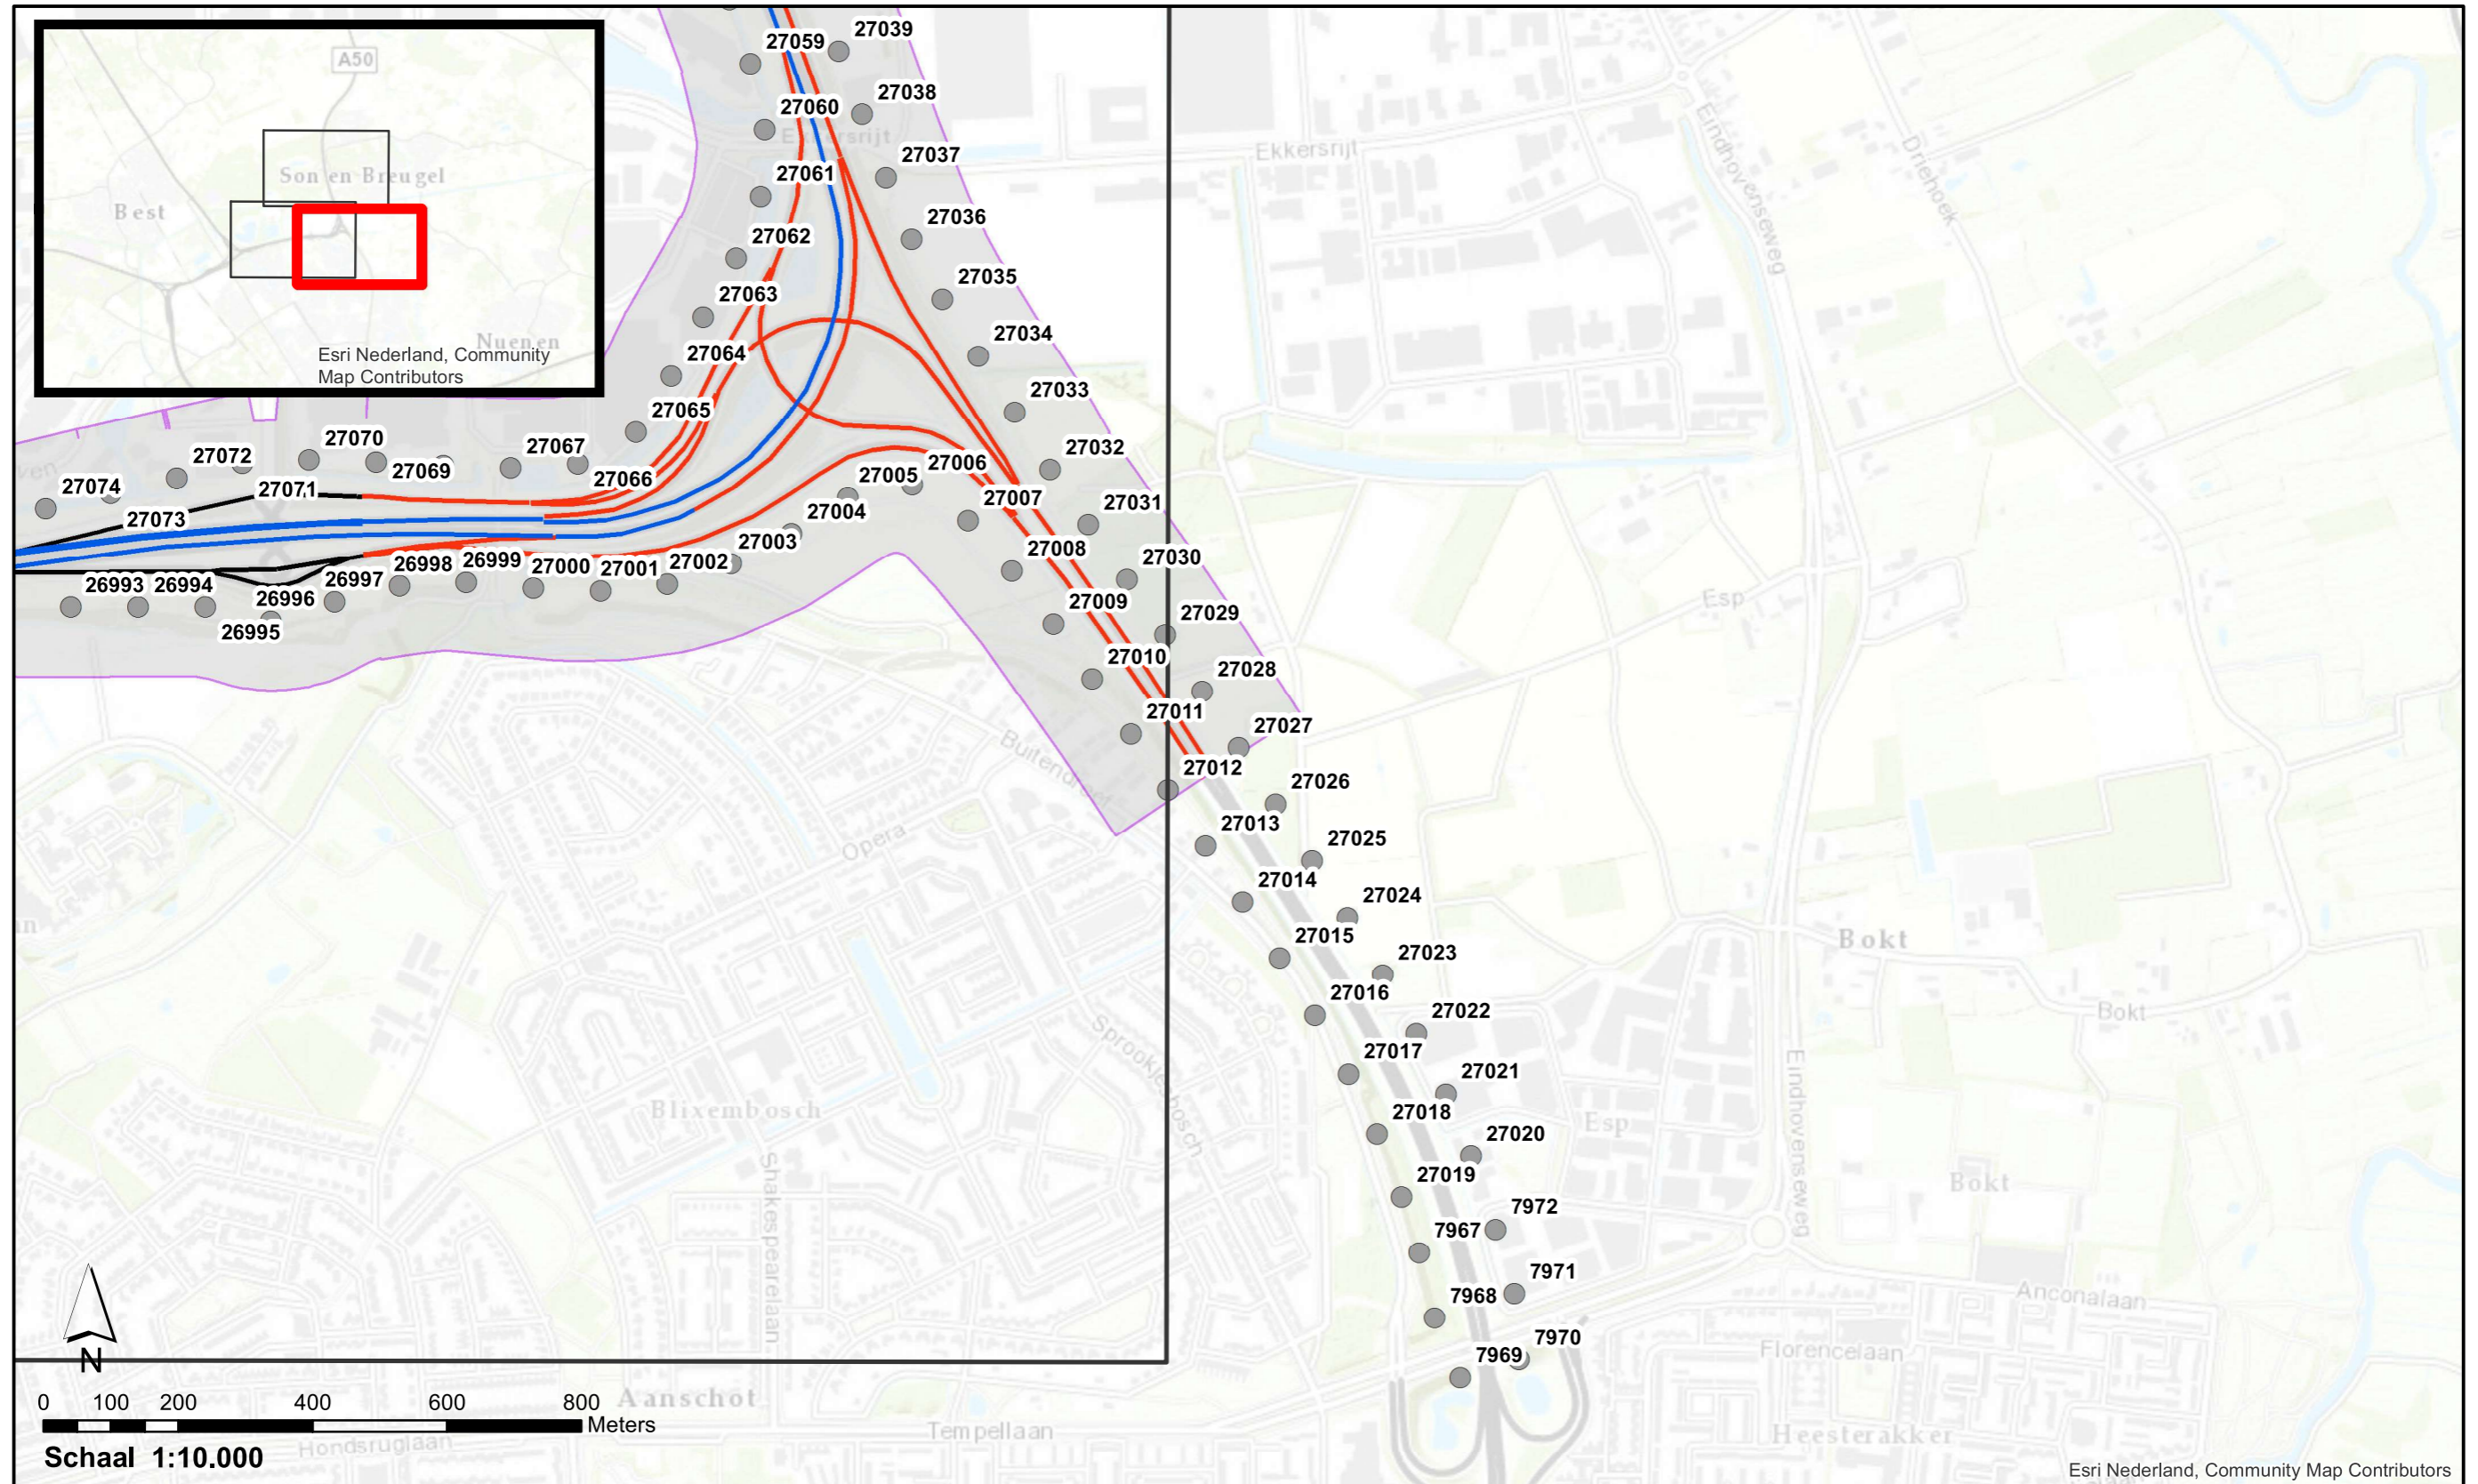 A50
Son en Breugel
Best
Nuenen
Esri Nederland, Community
Map Contributors
27059
27039
27038
27060
Ekkersrijt
27037
27061
Ekkersrijt
Eindhovenseweg
Driehoek
27036
27062
27035
27063
27034
27064
27033
27065
27032
27070
27067
27072
27069
27066
27006
27005
27074
27071
27007
27031
27073
27004
27003
27008
27030
26993
26994
26996
26997
26998
26999
27000
27001
27002
27009
27029
Esp
26995
27010
27028
27011
27027
Buitendreef
27012
27026
27013
27025
Opera
27014
27024
27015
27023
Bokt
27016
27022
Bokt
Sprookjesbosch
27017
27021
Eindhovenseweg
Blixembosch
27018
Esp
27020
27019
Bokt
Shakespearelaan
7972
7967
7971
7968
Anconalaan
7970
7969
Florencelaan
N
Aanschot
Tempellaan
Heesterakker
0 100 200 400 600 800
Meters
Hondsruglaan
Schaal 1:10.000
Esri Nederland, Community Map Contributors